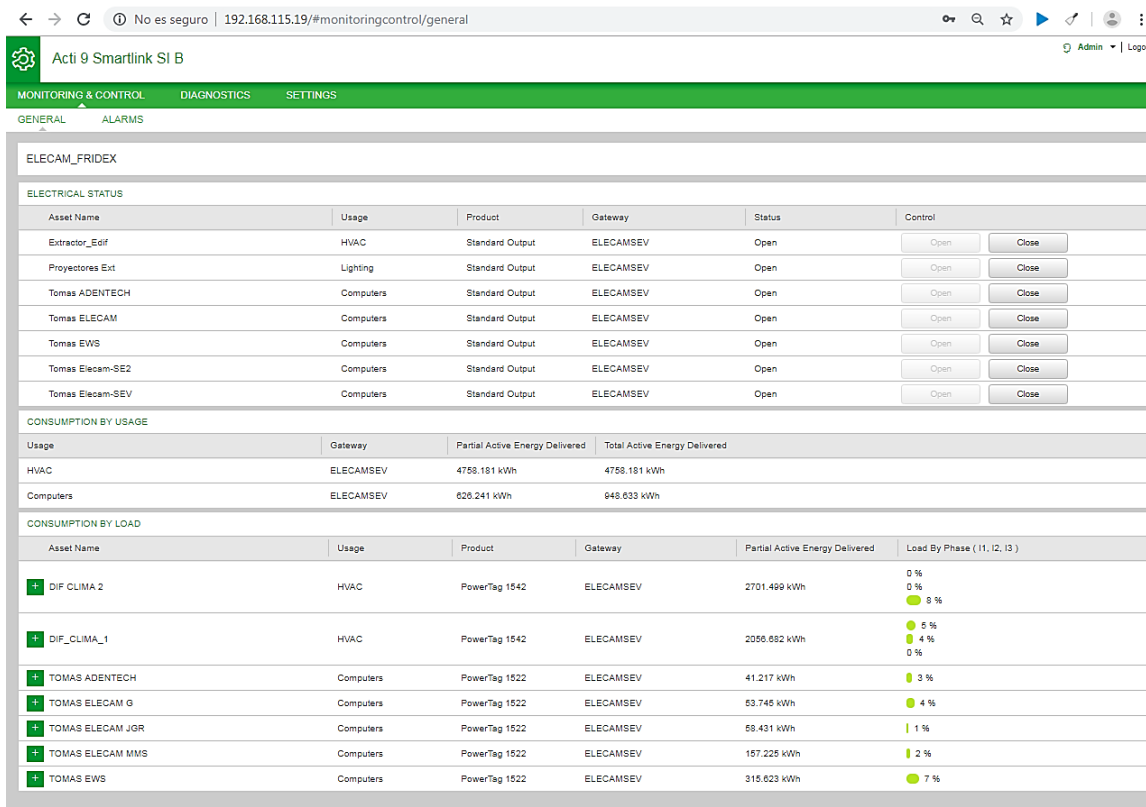 No es seguro | 192.168.115.19/#monitoringcontrol/general
Acti 9 Smartlink SI B
Admin | Logo
MONITORING & CONTROL DIAGNOSTICS SETTINGS
GENERAL ALARMS
ELECAM_FRIDEX
ELECTRICAL STATUS
Asset Name Usage Product Gateway Status Control
Extractor_Edif HVAC Standard Output ELECAMSEV Open Open Close
Proyectores Ext Lighting Standard Output ELECAMSEV Open Open Close
Tomas ADENTECH Computers Standard Output ELECAMSEV Open Open Close
Tomas ELECAM Computers Standard Output ELECAMSEV Open Open Close
Tomas EWS Computers Standard Output ELECAMSEV Open Open Close
Tomas Elecam-SE2 Computers Standard Output ELECAMSEV Open Open Close
Tomas Elecam-SEV Computers Standard Output ELECAMSEV Open Open Close
CONSUMPTION BY USAGE
Usage Gateway Partial Active Energy Delivered Total Active Energy Delivered
HVAC ELECAMSEV 4758.181 kWh 4758.181 kWh
Computers ELECAMSEV 626.241 kWh 948.633 kWh
CONSUMPTION BY LOAD
Asset Name Usage Product Gateway Partial Active Energy Delivered Load By Phase ( I1, I2, I3 )
0 %
DIF CLIMA 2 HVAC PowerTag 1542 ELECAMSEV 2701.499 kWh 0 %
8 %
5 %
DIF_CLIMA_1 HVAC PowerTag 1542 ELECAMSEV 2056.682 kWh 4 %
0 %
TOMAS ADENTECH Computers PowerTag 1522 ELECAMSEV 41.217 kWh 3 %
TOMAS ELECAM G Computers PowerTag 1522 ELECAMSEV 53.745 kWh 4 %
TOMAS ELECAM JGR Computers PowerTag 1522 ELECAMSEV 58.431 kWh 1 %
TOMAS ELECAM MMS Computers PowerTag 1522 ELECAMSEV 157.225 kWh 2 %
TOMAS EWS Computers PowerTag 1522 ELECAMSEV 315.623 kWh 7 %